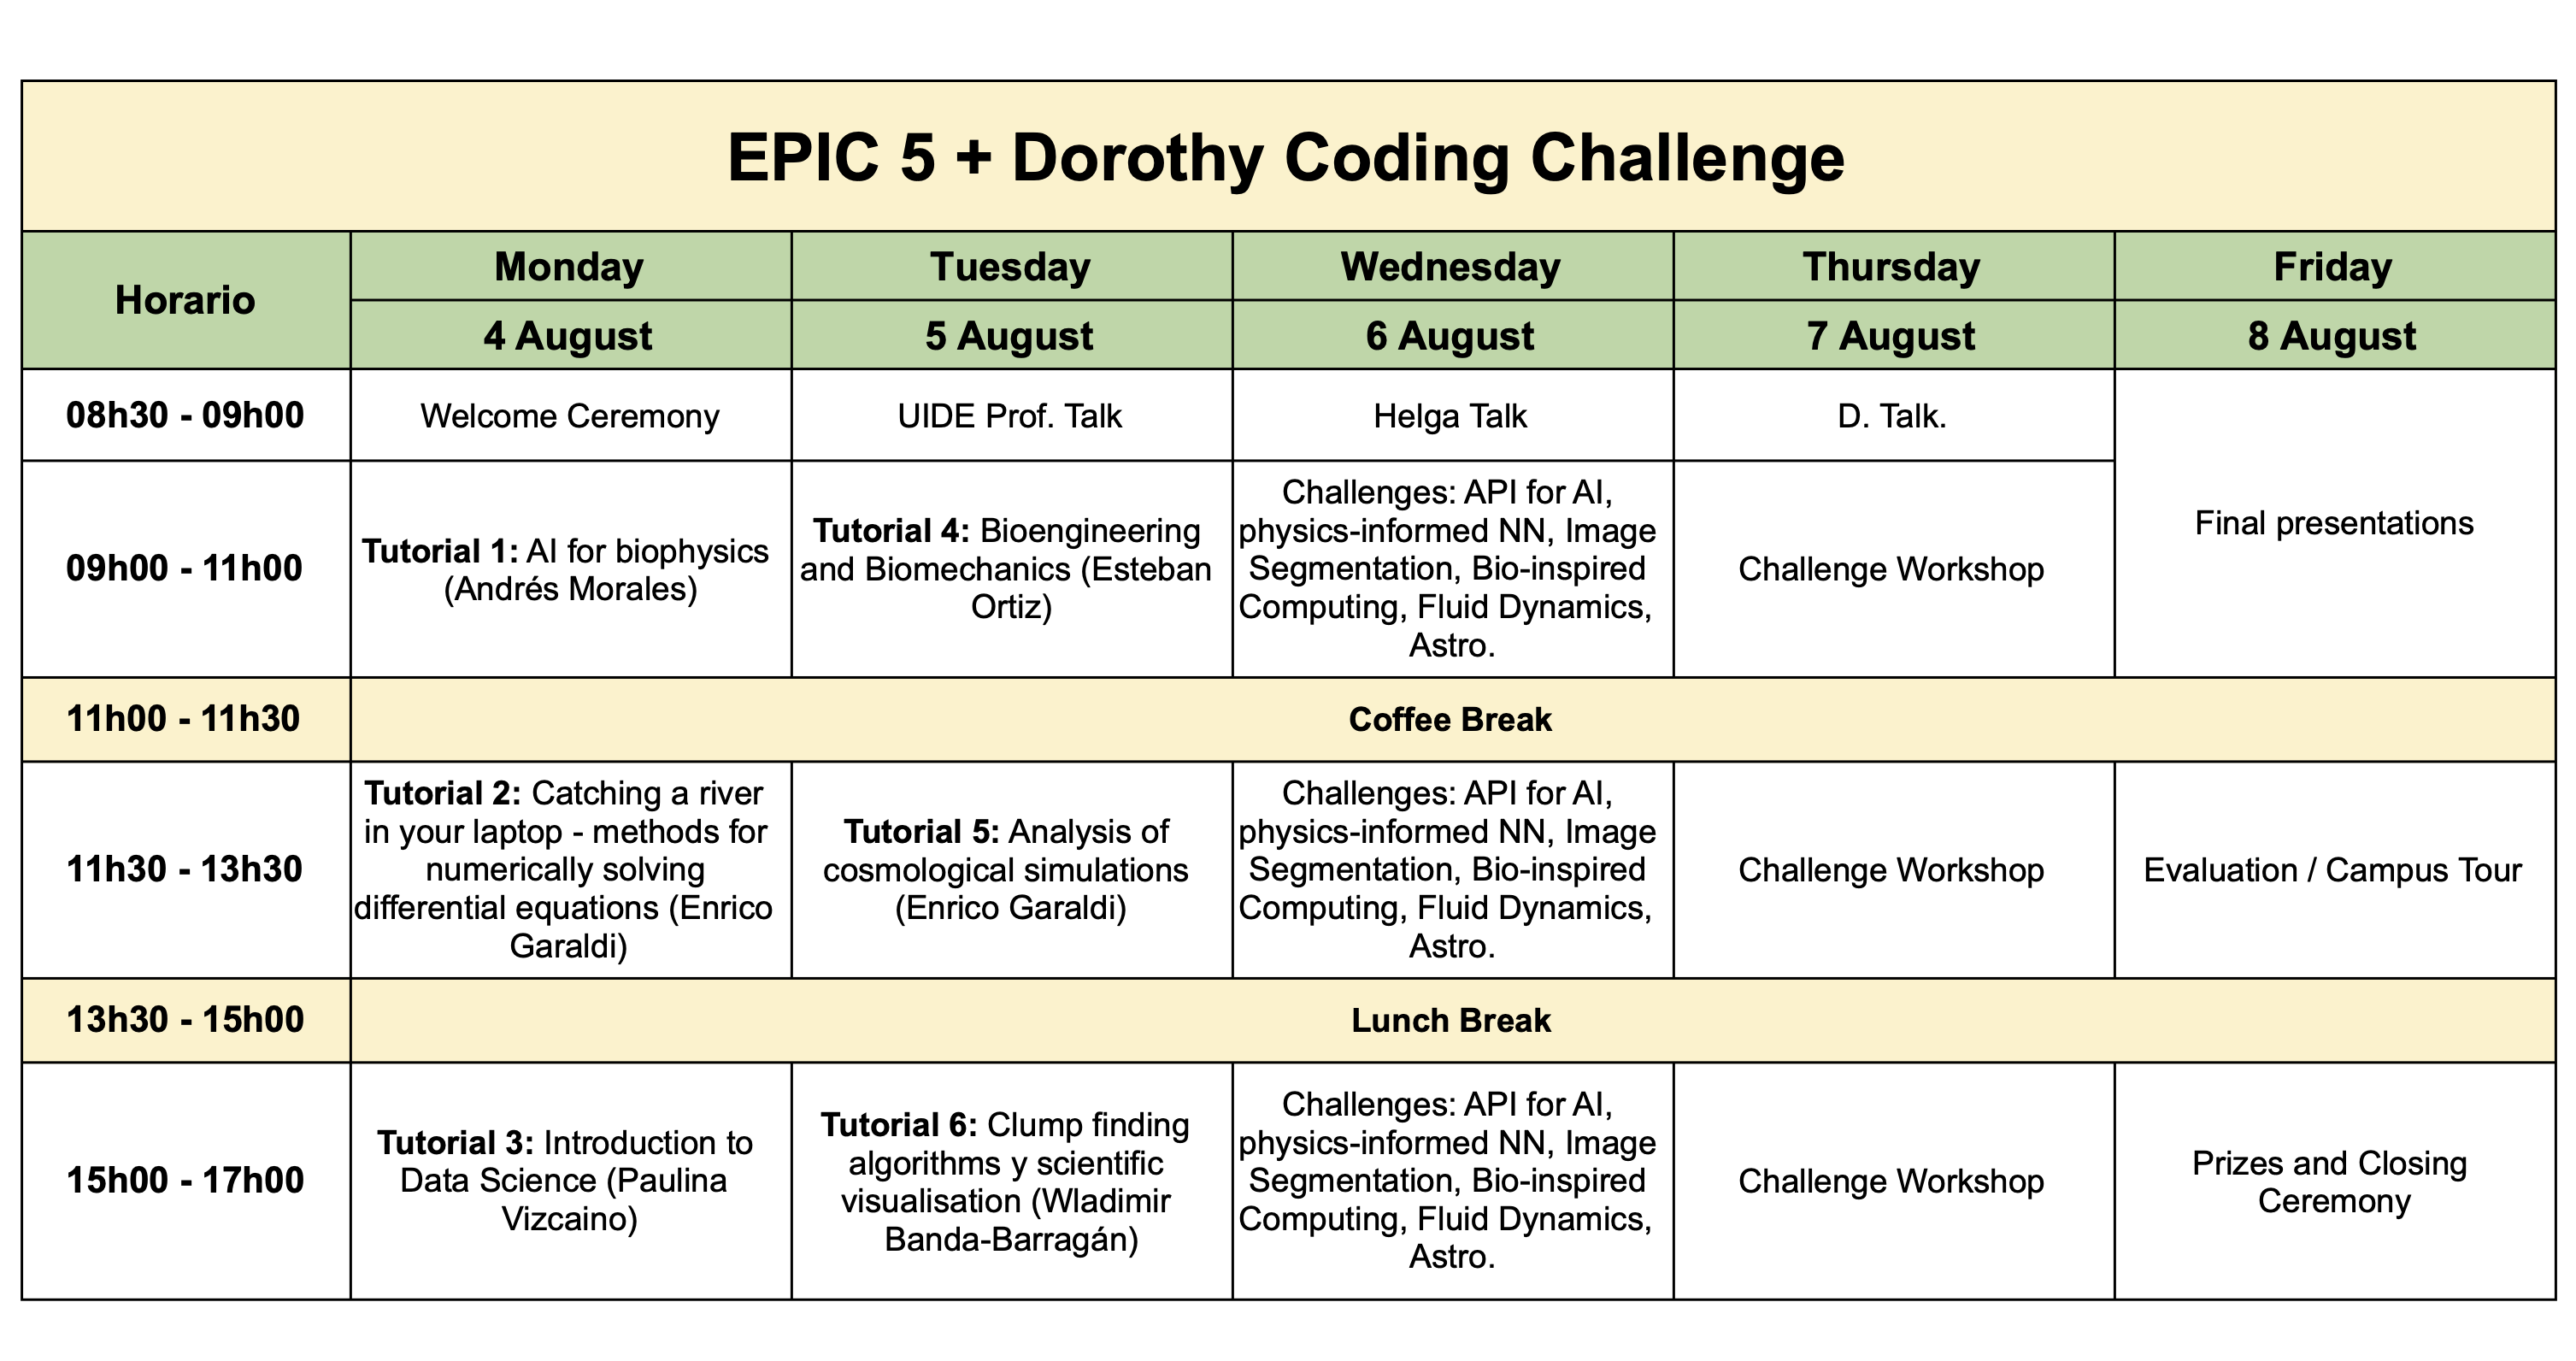 EPIC 5 + Dorothy Coding Challenge
Horario
Monday
Tuesday
Wednesday
Thursday
Friday
4 August
5 August
6 August
7 August
8 August
08h30 - 09h00
Welcome Ceremony
UIDE Prof. Talk
Helga Talk
D. Talk.
Final presentations
09h00 - 11h00
Tutorial 1: AI for biophysics
(Andrés Morales)
Tutorial 4: Bioengineering
and Biomechanics (Esteban
Ortiz)
Challenges: API for AI,
physics-informed NN, Image
Segmentation, Bio-inspired
Computing, Fluid Dynamics,
Astro.
Challenge Workshop
11h00 - 11h30
Coffee Break
11h30 - 13h30
Tutorial 2: Catching a river
in your laptop - methods for
numerically solving
differential equations (Enrico
Garaldi)
Tutorial 5: Analysis of
cosmological simulations
(Enrico Garaldi)
Challenges: API for AI,
physics-informed NN, Image
Segmentation, Bio-inspired
Computing, Fluid Dynamics,
Astro.
Challenge Workshop
Evaluation / Campus Tour
13h30 - 15h00
Lunch Break
15h00 - 17h00
Tutorial 3: Introduction to
Data Science (Paulina
Vizcaino)
Tutorial 6: Clump finding
algorithms y scientific
visualisation (Wladimir
Banda-Barragán)
Challenges: API for AI,
physics-informed NN, Image
Segmentation, Bio-inspired
Computing, Fluid Dynamics,
Astro.
Challenge Workshop
Prizes and Closing
Ceremony